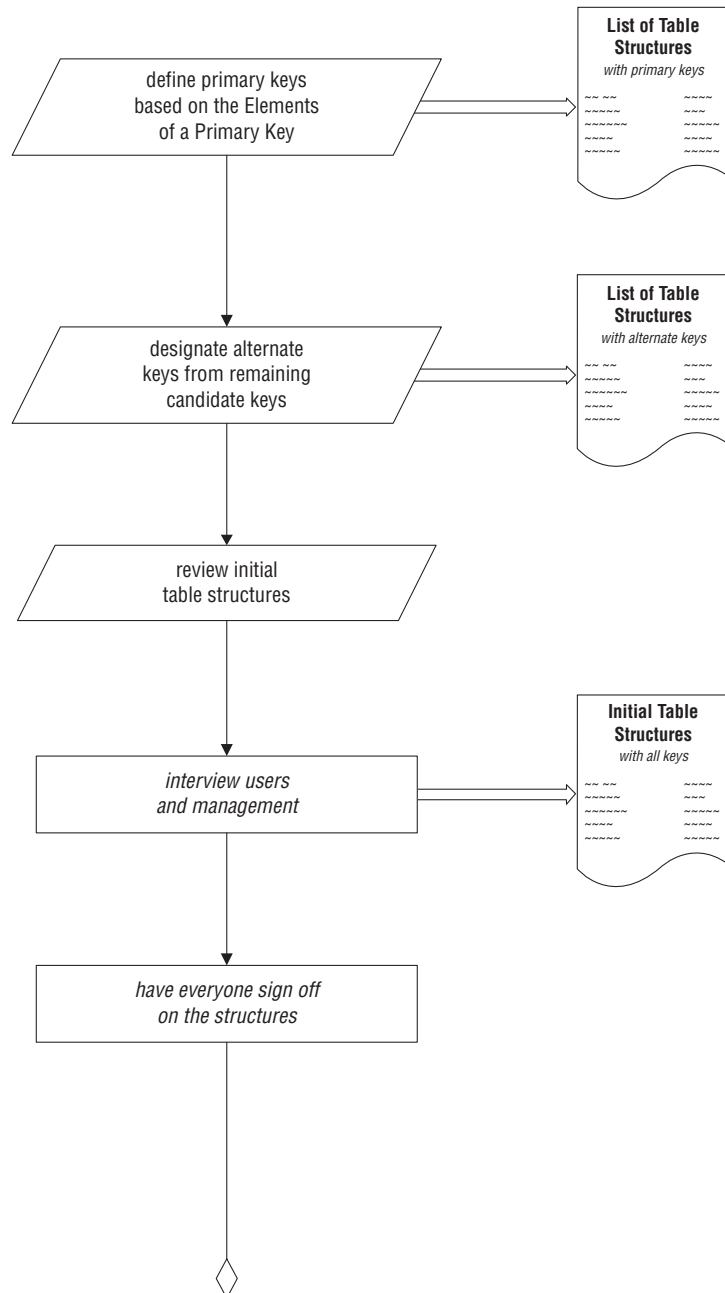 define primary keys
based on the Elements
of a Primary Key
List of Table
Structures
with primary keys
~~ ~~ ~~~~
~~~~~ ~~~
~~~~~~ ~~~~~
~~~~ ~~~~
~~~~~ ~~~~~
designate alternate
keys from remaining
candidate keys
List of Table
Structures
with alternate keys
~~ ~~ ~~~~
~~~~~ ~~~
~~~~~~ ~~~~~
~~~~ ~~~~
~~~~~ ~~~~~
review initial
table structures
interview users
and management
Initial Table
Structures
with all keys
~~ ~~ ~~~~
~~~~~ ~~~
~~~~~~ ~~~~~
~~~~ ~~~~
~~~~~ ~~~~~
have everyone sign off
on the structures